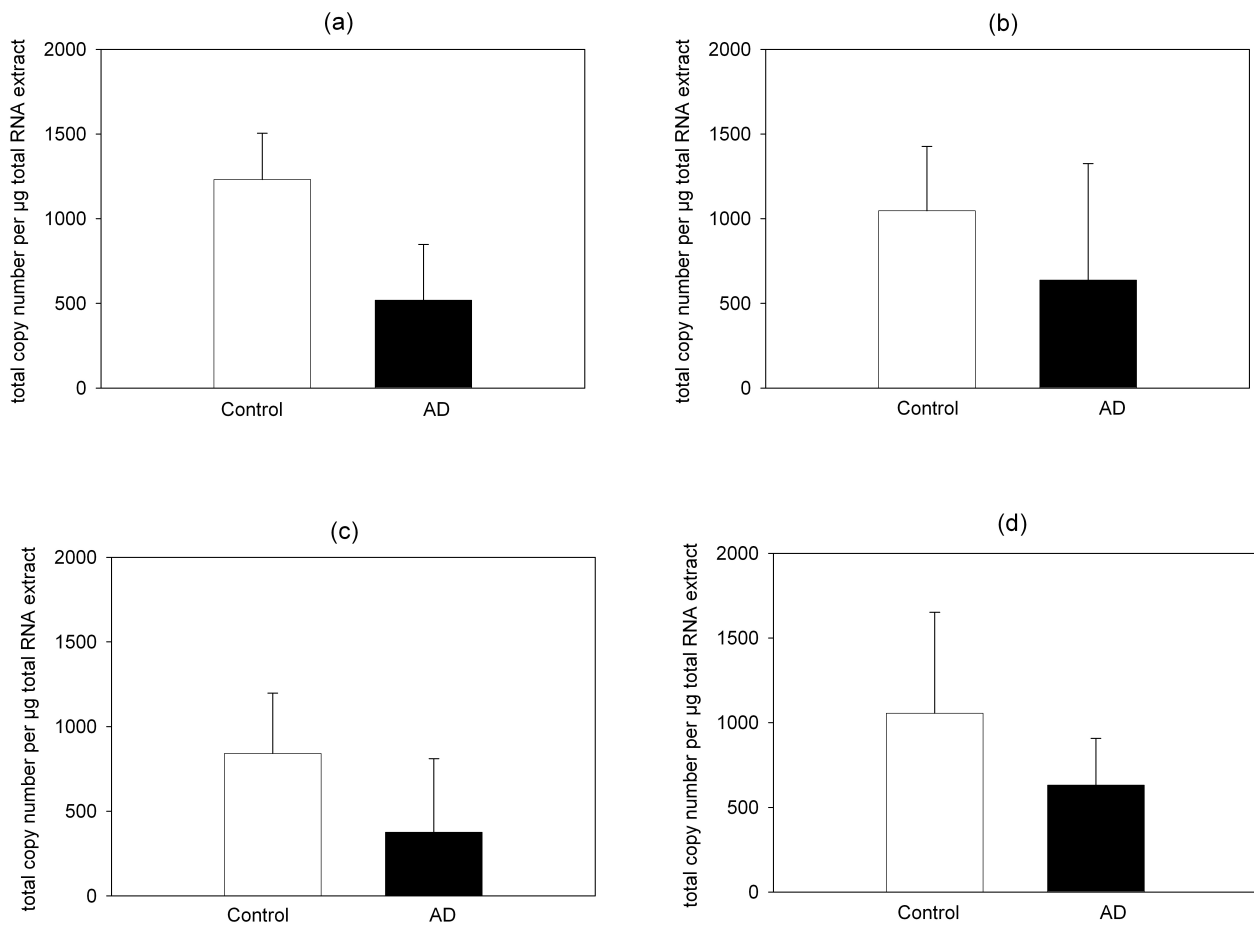 (a)
total copy number per µg total RNA extract
2000
1500
1000
500
0
Control AD
(b)
total copy number per µg total RNA extract
2000
1500
1000
500
0
Control AD
(c)
total copy number per µg total RNA extract
2000
1500
1000
500
0
Control AD
(d)
total copy number per µg total RNA extract
2000
1500
1000
500
0
Control AD